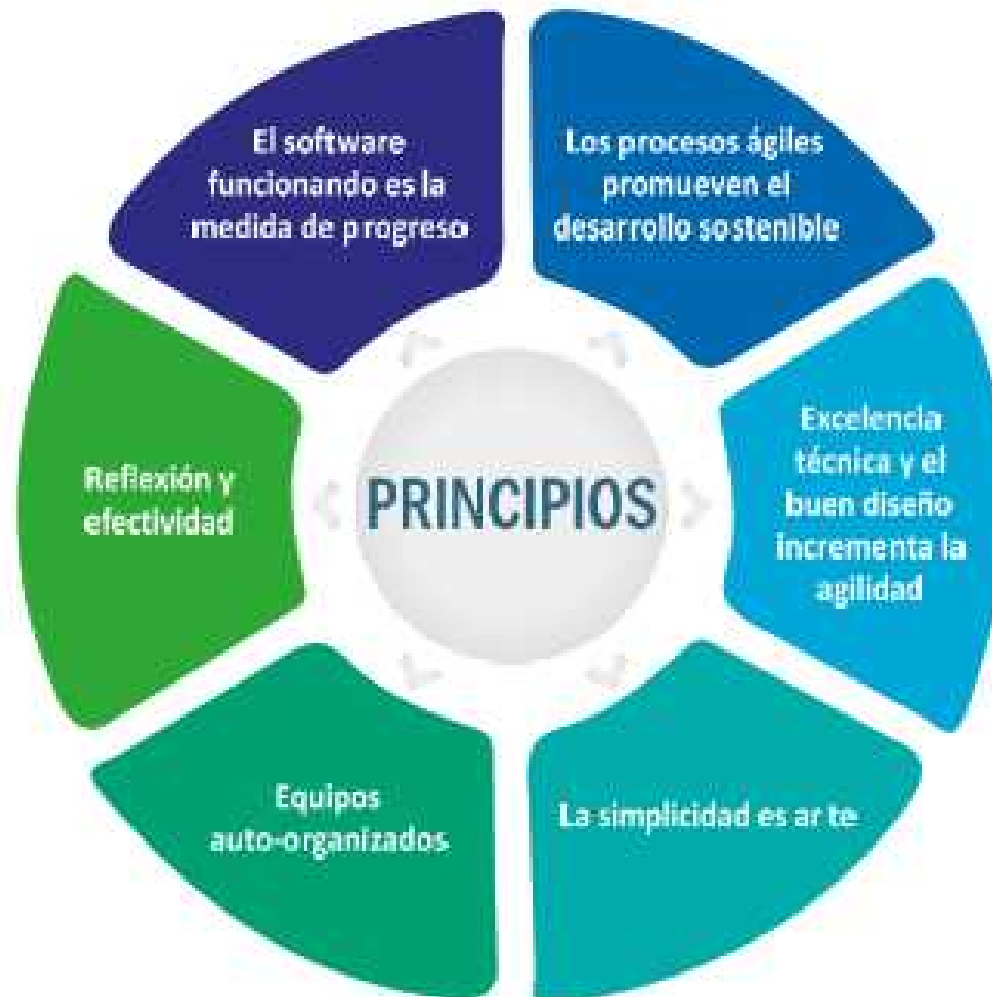 El software
funcionando es la
medida de progreso
Los procesos ágiles
promueven el
desarrollo sostenible
Excelencia
técnica y el
buen diseño
incrementa la
agilidad
La simplicidad es arte
Equipos
auto-organizados
Reflexión y
efectividad
PRINCIPIOS